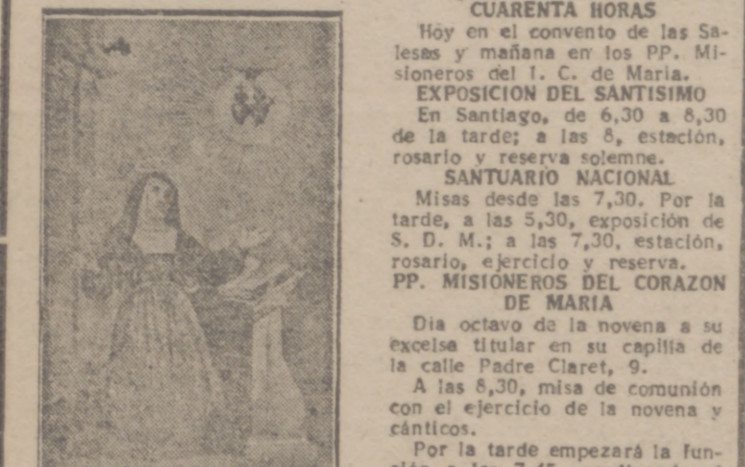 CUARENTA HORAS
Hoy en el convento de las Sa-
lesas y mañana en los PP. Mi-
sioneros del I. C. de Maria.
EXPOSICION DEL SANTISIMO
En Santiago, de 6,30 a 8,30
de la tarde; a las 8, estación,
rosario y reserva solemne.
SANTUARIO NACIONAL
Misas desde las 7,30. Por la
tarde, a las 5,30, exposición de
S. D. M.; a las 7,30, estación,
rosario, ejercicio y reserva.
PP. MISIONEROS DEL CORAZON
DE MARIA
Dia octavo de la novena a su
excelsa titular en su capilla de
la calle Padre Claret, 9.
A las 8,30, misa de comunión
con el ejercicio de la novena y
cánticos.
Por la tarde empezará la fun-